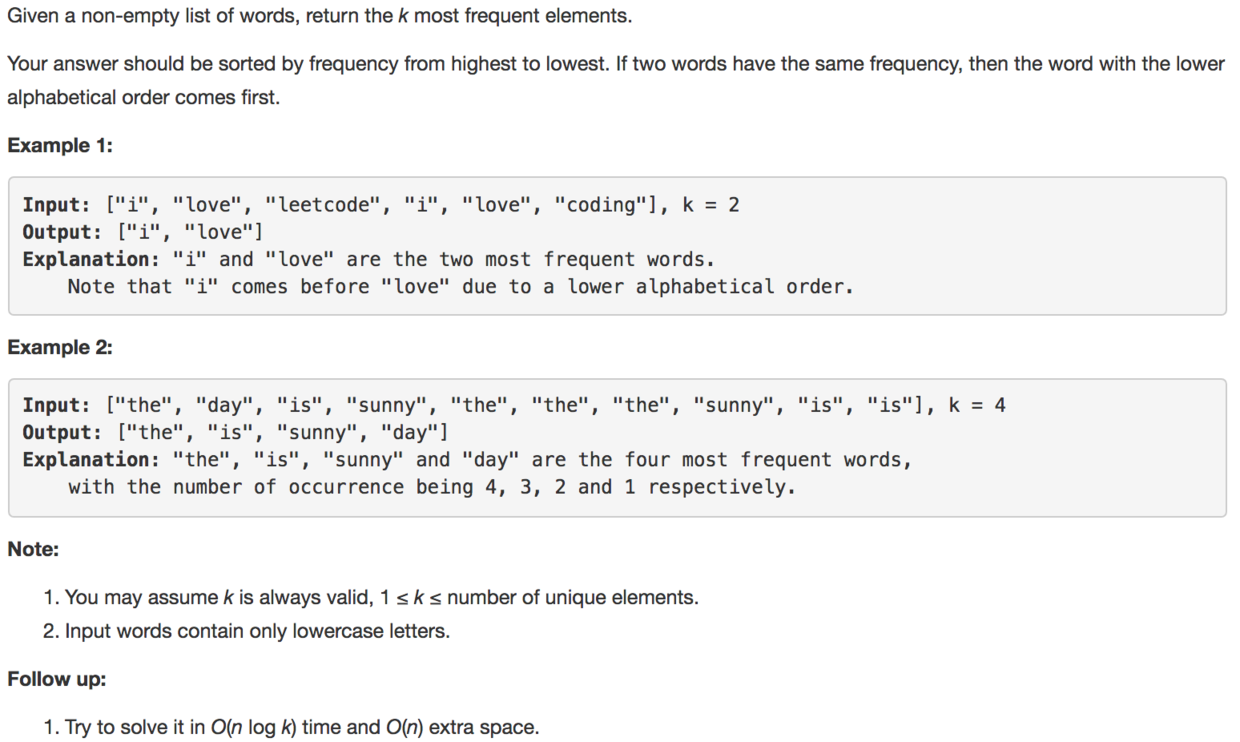 Given a non-empty list of words, return the k most frequent elements.
Your answer should be sorted by frequency from highest to lowest. If two words have the same frequency, then the word with the lower
alphabetical order comes first.
Example 1:
Input: ["i", "love", "leetcode", "i", "love", "coding"], k = 2
Output: ["i", "love"]
Explanation: "i" and "love" are the two most frequent words.
Note that "i" comes before "love" due to a lower alphabetical order.
Example 2:
Input: ["the", "day", "is", "sunny", "the", "the", "the", "sunny", "is", "is"], k = 4
Output: ["the", "is", "sunny", "day"]
Explanation: "the", "is", "sunny" and "day" are the four most frequent words,
with the number of occurrence being 4, 3, 2 and 1 respectively.
Note:
1. You may assume k is always valid, 1 ≤ k ≤ number of unique elements.
2. Input words contain only lowercase letters.
Follow up:
1. Try to solve it in O(n log k) time and O(n) extra space.